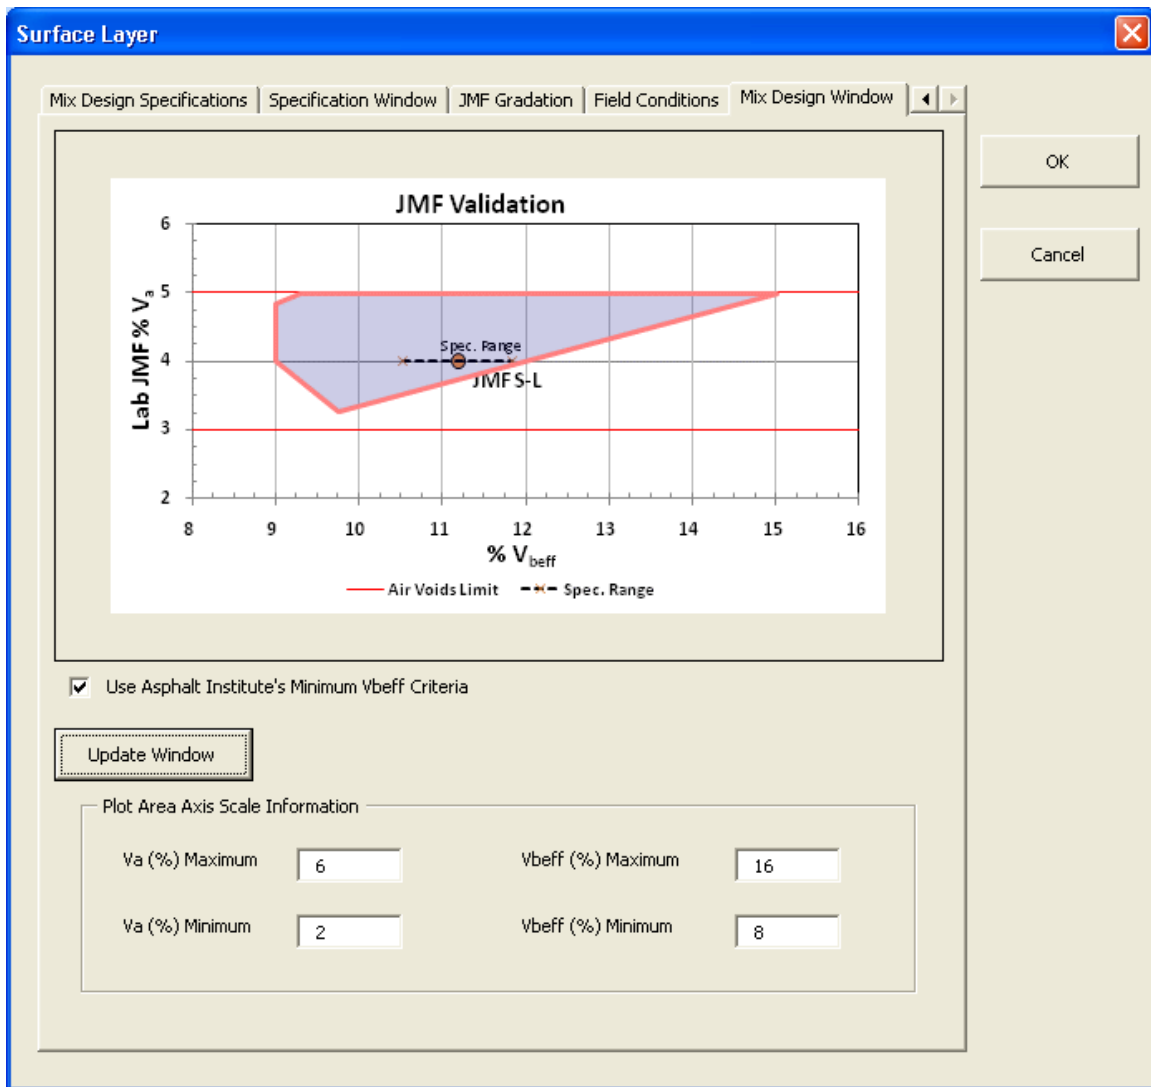 Surface Layer
Mix Design Specifications
Specification Window
JMF Gradation
Field Conditions
Mix Design Window
OK
Cancel
JMF Validation
6
5
4
3
2
Lab JMF % Va
Spec. Range
JMF S-L
8 9 10 11 12 13 14 15 16
% Vbeff
Air Voids Limit Spec. Range
Use Asphalt Institute's Minimum Vbeff Criteria
Update Window
Plot Area Axis Scale Information
Va (%) Maximum 6 Vbeff (%) Maximum 16
Va (%) Minimum 2 Vbeff (%) Minimum 8